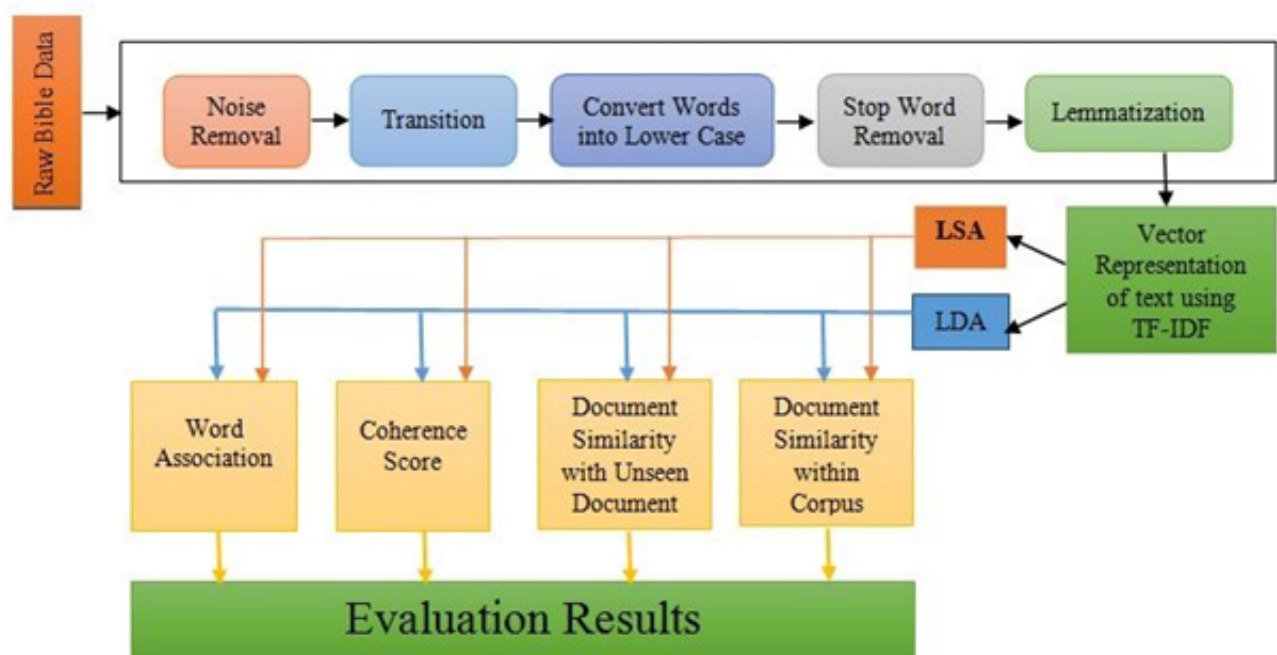 Raw Bible Data
Noise
Removal
Transition
Convert Words
into Lower Case
Stop Word
Removal
Lemmatization
LSA
LDA
Vector
Representation
of text using
TF-IDF
Word
Association
Coherence
Score
Document
Similarity
with Unseen
Document
Document
Similarity
within
Corpus
Evaluation Results